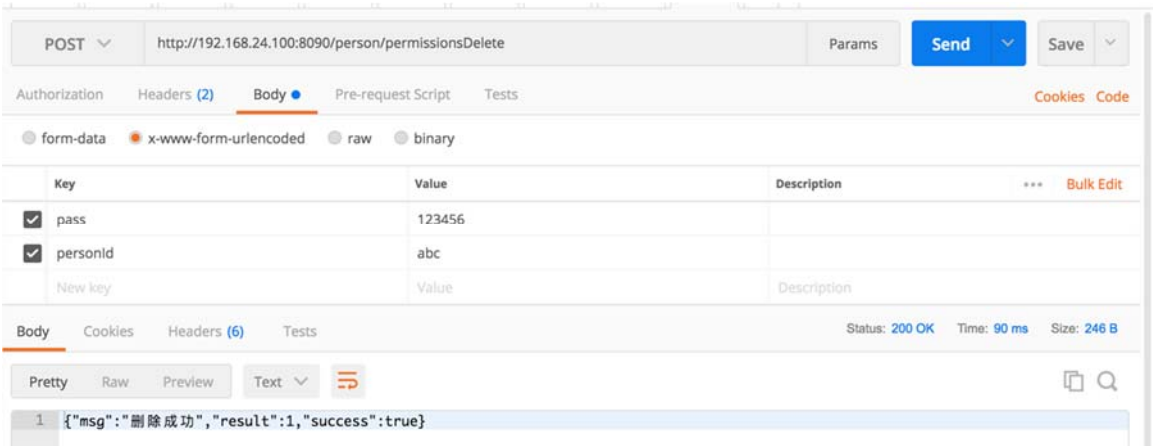 POST http://192.168.24.100:8090/person/permissionsDelete Params Send Save
Authorization Headers (2) Body Pre-request Script Tests Cookies Code
form-data x-www-form-urlencoded raw binary
Key Value Description Bulk Edit
pass 123456
personId abc
New key Value Description
Body Cookies Headers (6) Tests Status: 200 OK Time: 90 ms Size: 246 B
Pretty Raw Preview Text
1 {"msg":"删除成功","result":1,"success":true}